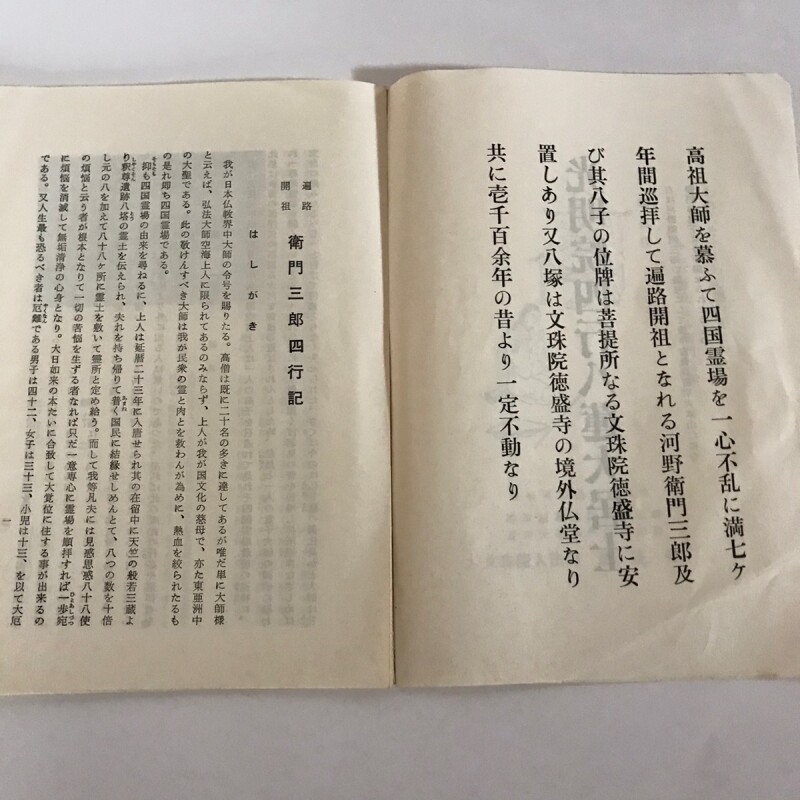 高祖大師を慕ふて四国霊場を一心不乱に満七ヶ
年間巡拝して遍路開祖となれる河野衛門三郎及
び其八子の位牌は菩提所なる文珠院徳盛寺に安
置しあり又八塚は文珠院徳盛寺の境外仏堂なり
共に壱千百余年の昔より一定不動なり
遍路
開祖
衛門三郎四行記
はしがき
我が日本仏教界中大師の令号を賜りたる。高僧は既に二十名の多きに達してあるが唯だ単に大師様
と云えば、弘法大師空海上人に限られてあるのみならず、上人が我が国文化の慈母で、亦た東亜洲中
の大聖である。此の敬けんすべき大師は我が民衆の霊と肉とを救わんが為めに、熱血を絞られたるも
の是れ即ち四国霊場である。
抑も四国霊場の由来を尋ねるに、上人は延暦二十三年に入唐せられ其の在留中に天竺の般若三蔵よ
り釈尊遺跡八塔の霊土を伝えられ、夫れを持ち帰りて普く国民に結縁せしめんとて、八つの数を十倍
し元の八を加えて八十八ヶ所に霊土を敷いて霊所と定め給う。而して我等凡夫には見惑思惑八十八使
の煩悩と云う者が根本となりて一切の苦悩を生ずる者なれば只だ一意専心に霊場を順拝すれば一歩宛
に煩悩を消滅して無垢清浄の心身となり。大日如来の本たいに合致して大覚位に住する事が出来るの
である。又人生最も恐るべき者は厄難である男子は四十二、女子は三十三、小児は十三、を以て大厄
一